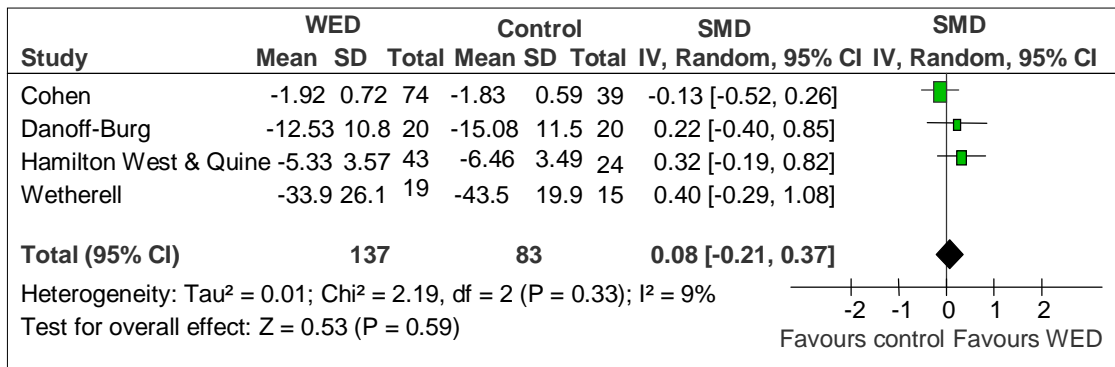 WED Control SMD SMD
Study Mean SD Total Mean SD Total IV, Random, 95% CI IV, Random, 95% CI
Cohen -1.92 0.72 74 -1.83 0.59 39 -0.13 [-0.52, 0.26]
Danoff-Burg -12.53 10.8 20 -15.08 11.5 20 0.22 [-0.40, 0.85]
Hamilton West & Quine -5.33 3.57 43 -6.46 3.49 24 0.32 [-0.19, 0.82]
Wetherell -33.9 26.1 19 -43.5 19.9 15 0.40 [-0.29, 1.08]
Total (95% CI) 137 83 0.08 [-0.21, 0.37]
Heterogeneity: Tau² = 0.01; Chi² = 2.19, df = 2 (P = 0.33); I² = 9%
Test for overall effect: Z = 0.53 (P = 0.59)
-2 -1 0 1 2
Favours control Favours WED